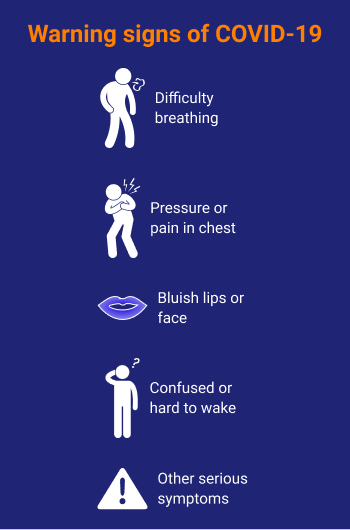 Warning signs of COVID-19
Difficulty
breathing
Pressure or
pain in chest
Bluish lips or
face
?
Confused or
hard to wake
!
Other serious
symptoms